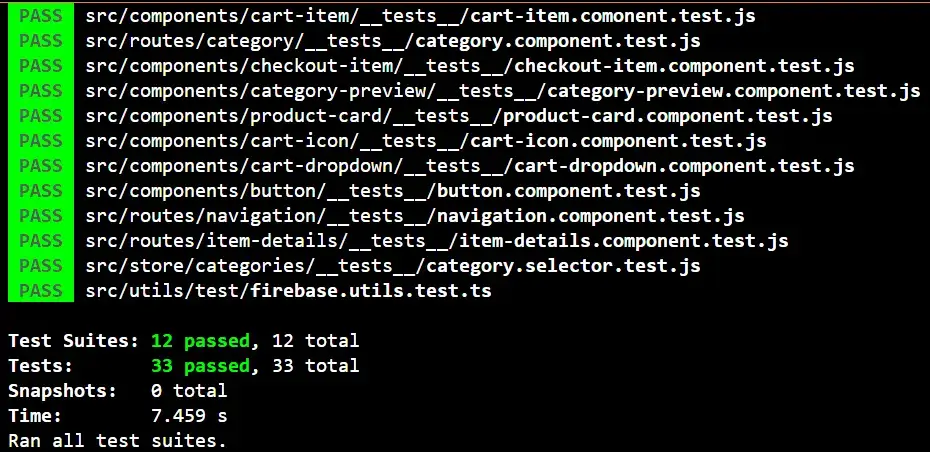 PASS src/components/cart-item/__tests__/cart-item.comonent.test.js
PASS src/routes/category/__tests__/category.component.test.js
PASS src/components/checkout-item/__tests__/checkout-item.component.test.js
PASS src/components/category-preview/__tests__/category-preview.component.test.js
PASS src/components/product-card/__tests__/product-card.component.test.js
PASS src/components/cart-icon/__tests__/cart-icon.component.test.js
PASS src/components/cart-dropdown/__tests__/cart-dropdown.component.test.js
PASS src/components/button/__tests__/button.component.test.js
PASS src/routes/navigation/__tests__/navigation.component.test.js
PASS src/routes/item-details/__tests__/item-details.component.test.js
PASS src/store/categories/__tests__/category.selector.test.js
PASS src/utils/test/firebase.utils.test.ts
Test Suites: 12 passed, 12 total
Tests: 33 passed, 33 total
Snapshots: 0 total
Time: 7.459 s
Ran all test suites.